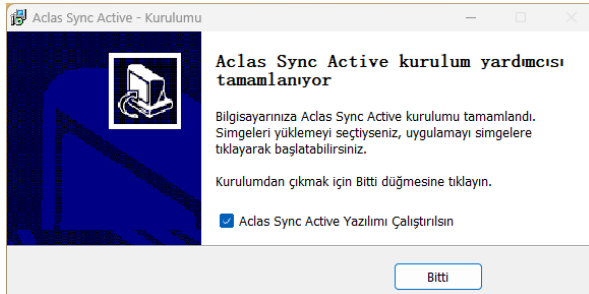 Aclas Sync Active - Kurulumu
Aclas Sync Active kurulum yardımcısı
tamamlanıyor
Bilgisayarınıza Aclas Sync Active kurulumu tamamlandı.
Simgeleri yüklemeyi seçtiyseniz, uygulamayı simgelere
tıklayarak başlatabilirsiniz.
Kurulumdan çıkmak için Bitti düğmesine tıklayın.
Aclas Sync Active Yazılımı Çalıştırılsın
Bitti